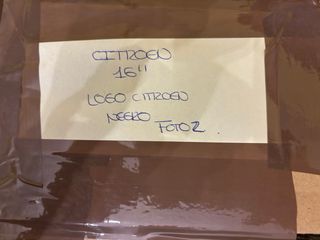 CITROEN
16"
LOGO CITROEN
NEGRO FOTO 2.